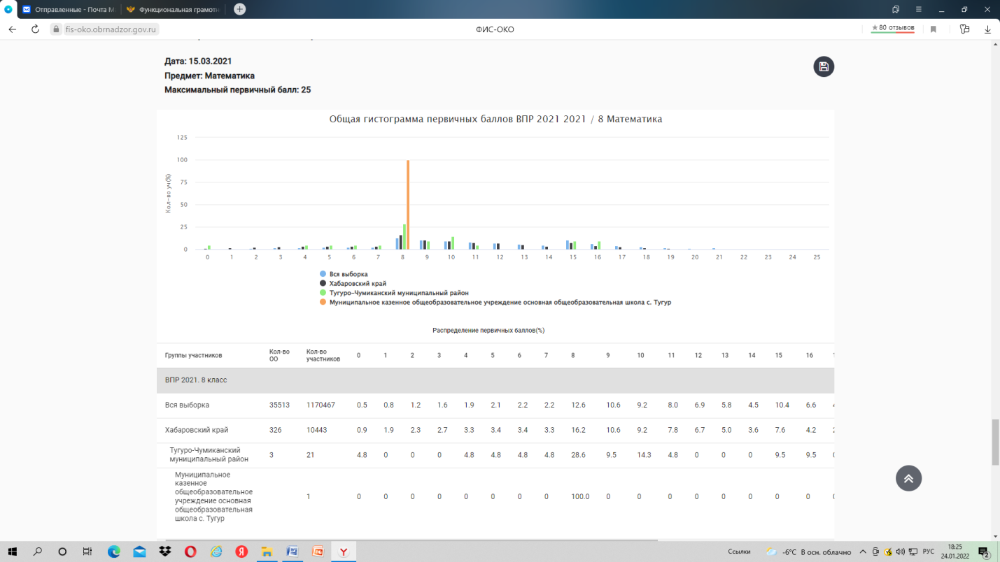 Отправленные - Почта М
Функциональная грамотн
fis-oko.obrnadzor.gov.ru
ФИС-ОКО
★ 80 отзывов
Дата: 15.03.2021
Предмет: Математика
Максимальный первичный балл: 25
Общая гистограмма первичных баллов ВПР 2021 2021 / 8 Математика
125
100
75
50
25
0
Кол-во уч(%)
0 1 2 3 4 5 6 7 8 9 10 11 12 13 14 15 16 17 18 19 20 21 22 23 24 25
Вся выборка
Хабаровский край
Тугуро-Чумиканский муниципальный район
Муниципальное казенное общеобразовательное учреждение основная общеобразовательная школа с. Тугур
Распределение первичных баллов(%)
Группы участников Кол-во ОО Кол-во участников 0 1 2 3 4 5 6 7 8 9 10 11 12 13 14 15 16
ВПР 2021. 8 класс
Вся выборка 35513 1170467 0.5 0.8 1.2 1.6 1.9 2.1 2.2 2.2 12.6 10.6 9.2 8.0 6.9 5.8 4.5 10.4 6.6
Хабаровский край 326 10443 0.9 1.9 2.3 2.7 3.3 3.4 3.4 3.3 16.2 10.6 9.2 7.8 6.7 5.0 3.6 7.6 4.2
Тугуро-Чумиканский
муниципальный район 3 21 4.8 0 0 0 4.8 4.8 4.8 4.8 28.6 9.5 14.3 4.8 0 0 0 9.5 9.5
Муниципальное
казенное
общеобразовательное
учреждение основная 1 0 0 0 0 0 0 0 0 100.0 0 0 0 0 0 0 0 0
общеобразовательная
школа с. Тугур
Ссылки
-6°C В осн. облачно
РУС
18:25
24.01.2022
2